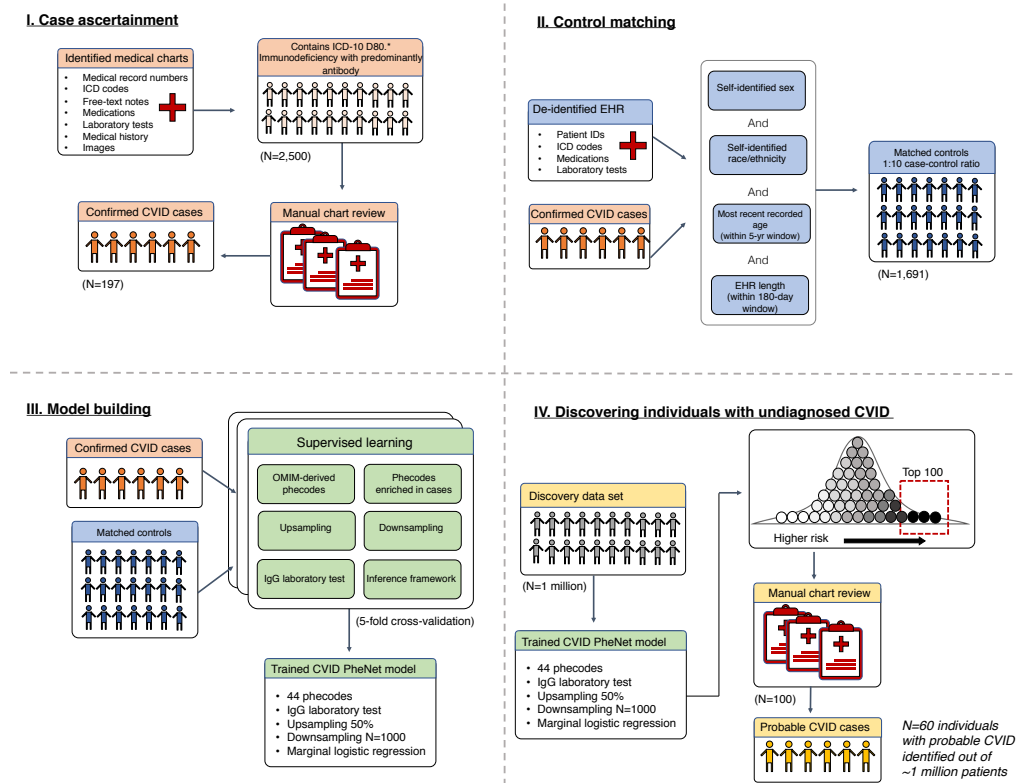 I. Case ascertainment
Identified medical charts
• Medical record numbers
• ICD codes
• Free-text notes
• Medications
• Laboratory tests
• Medical history
• Images
Contains ICD-10 D80.*
Immunodeficiency with predominantly
antibody
(N=2,500)
Confirmed CVID cases
(N=197)
Manual chart review
II. Control matching
De-identified EHR
• Patient IDs
• ICD codes
• Medications
• Laboratory tests
Confirmed CVID cases
Self-identified sex
And
Self-identified
race/ethnicity
And
Most recent recorded
age
(within 5-yr window)
And
EHR length
(within 180-day
window)
Matched controls
1:10 case-control ratio
(N=1,691)
III. Model building
Confirmed CVID cases
Matched controls
Supervised learning
OMIM-derived
phecodes
Phecodes
enriched in cases
Upsampling
Downsampling
IgG laboratory test
Inference framework
(5-fold cross-validation)
Trained CVID PheNet model
• 44 phecodes
• IgG laboratory test
• Upsampling 50%
• Downsampling N=1000
• Marginal logistic regression
IV. Discovering individuals with undiagnosed CVID
Discovery data set
(N=1 million)
Trained CVID PheNet model
• 44 phecodes
• IgG laboratory test
• Upsampling 50%
• Downsampling N=1000
• Marginal logistic regression
Top 100
Higher risk
Manual chart review
(N=100)
Probable CVID cases
N=60 individuals
with probable CVID
identified out of
~1 million patients